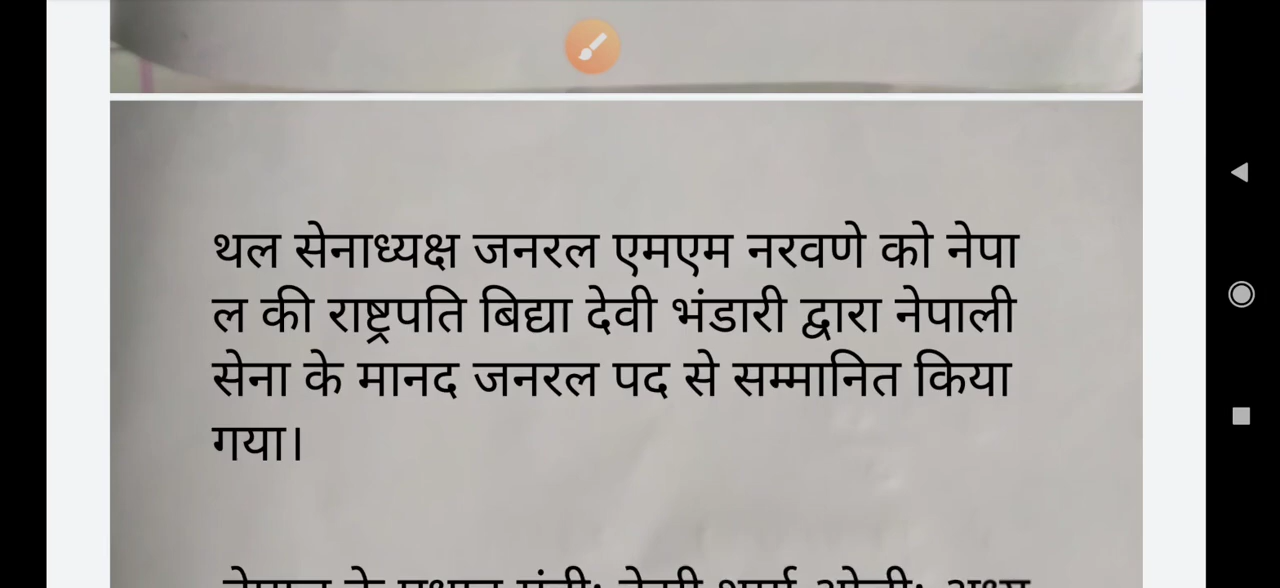 थल सेनाध्यक्ष जनरल एमएम नरवणे को नेपा
ल की राष्ट्रपति बिद्या देवी भंडारी द्वारा नेपाली
सेना के मानद जनरल पद से सम्मानित किया
गया।